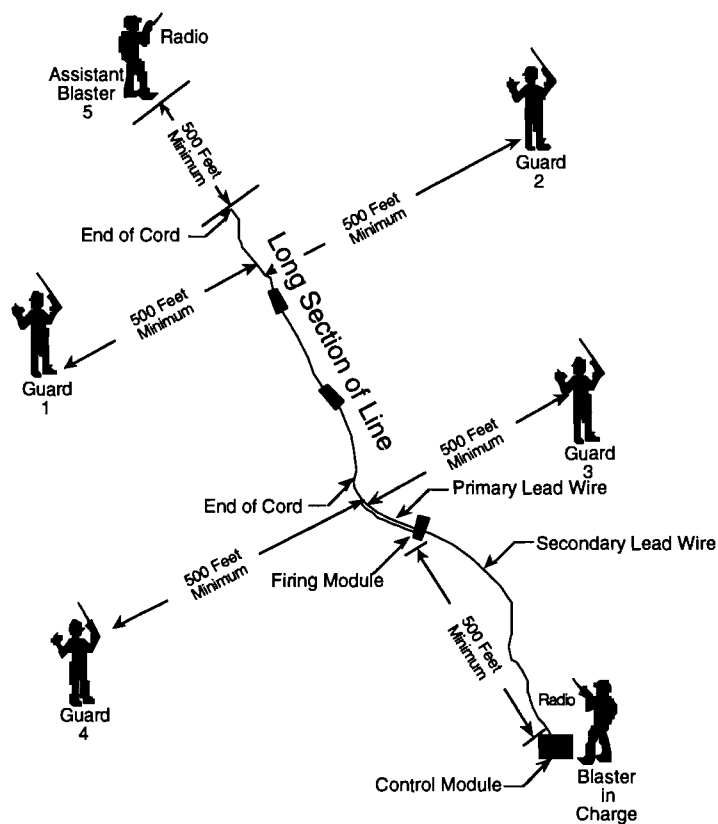 Radio
Assistant
Blaster
5
500 Feet
Minimum
Guard
2
500 Feet
Minimum
End of Cord
Long Section of Line
500 Feet
Minimum
Guard
1
500 Feet
Minimum
Guard
3
End of Cord
Primary Lead Wire
Secondary Lead Wire
500 Feet
Minimum
Firing Module
500 Feet
Minimum
Guard
4
Radio
Control Module
Blaster
in
Charge